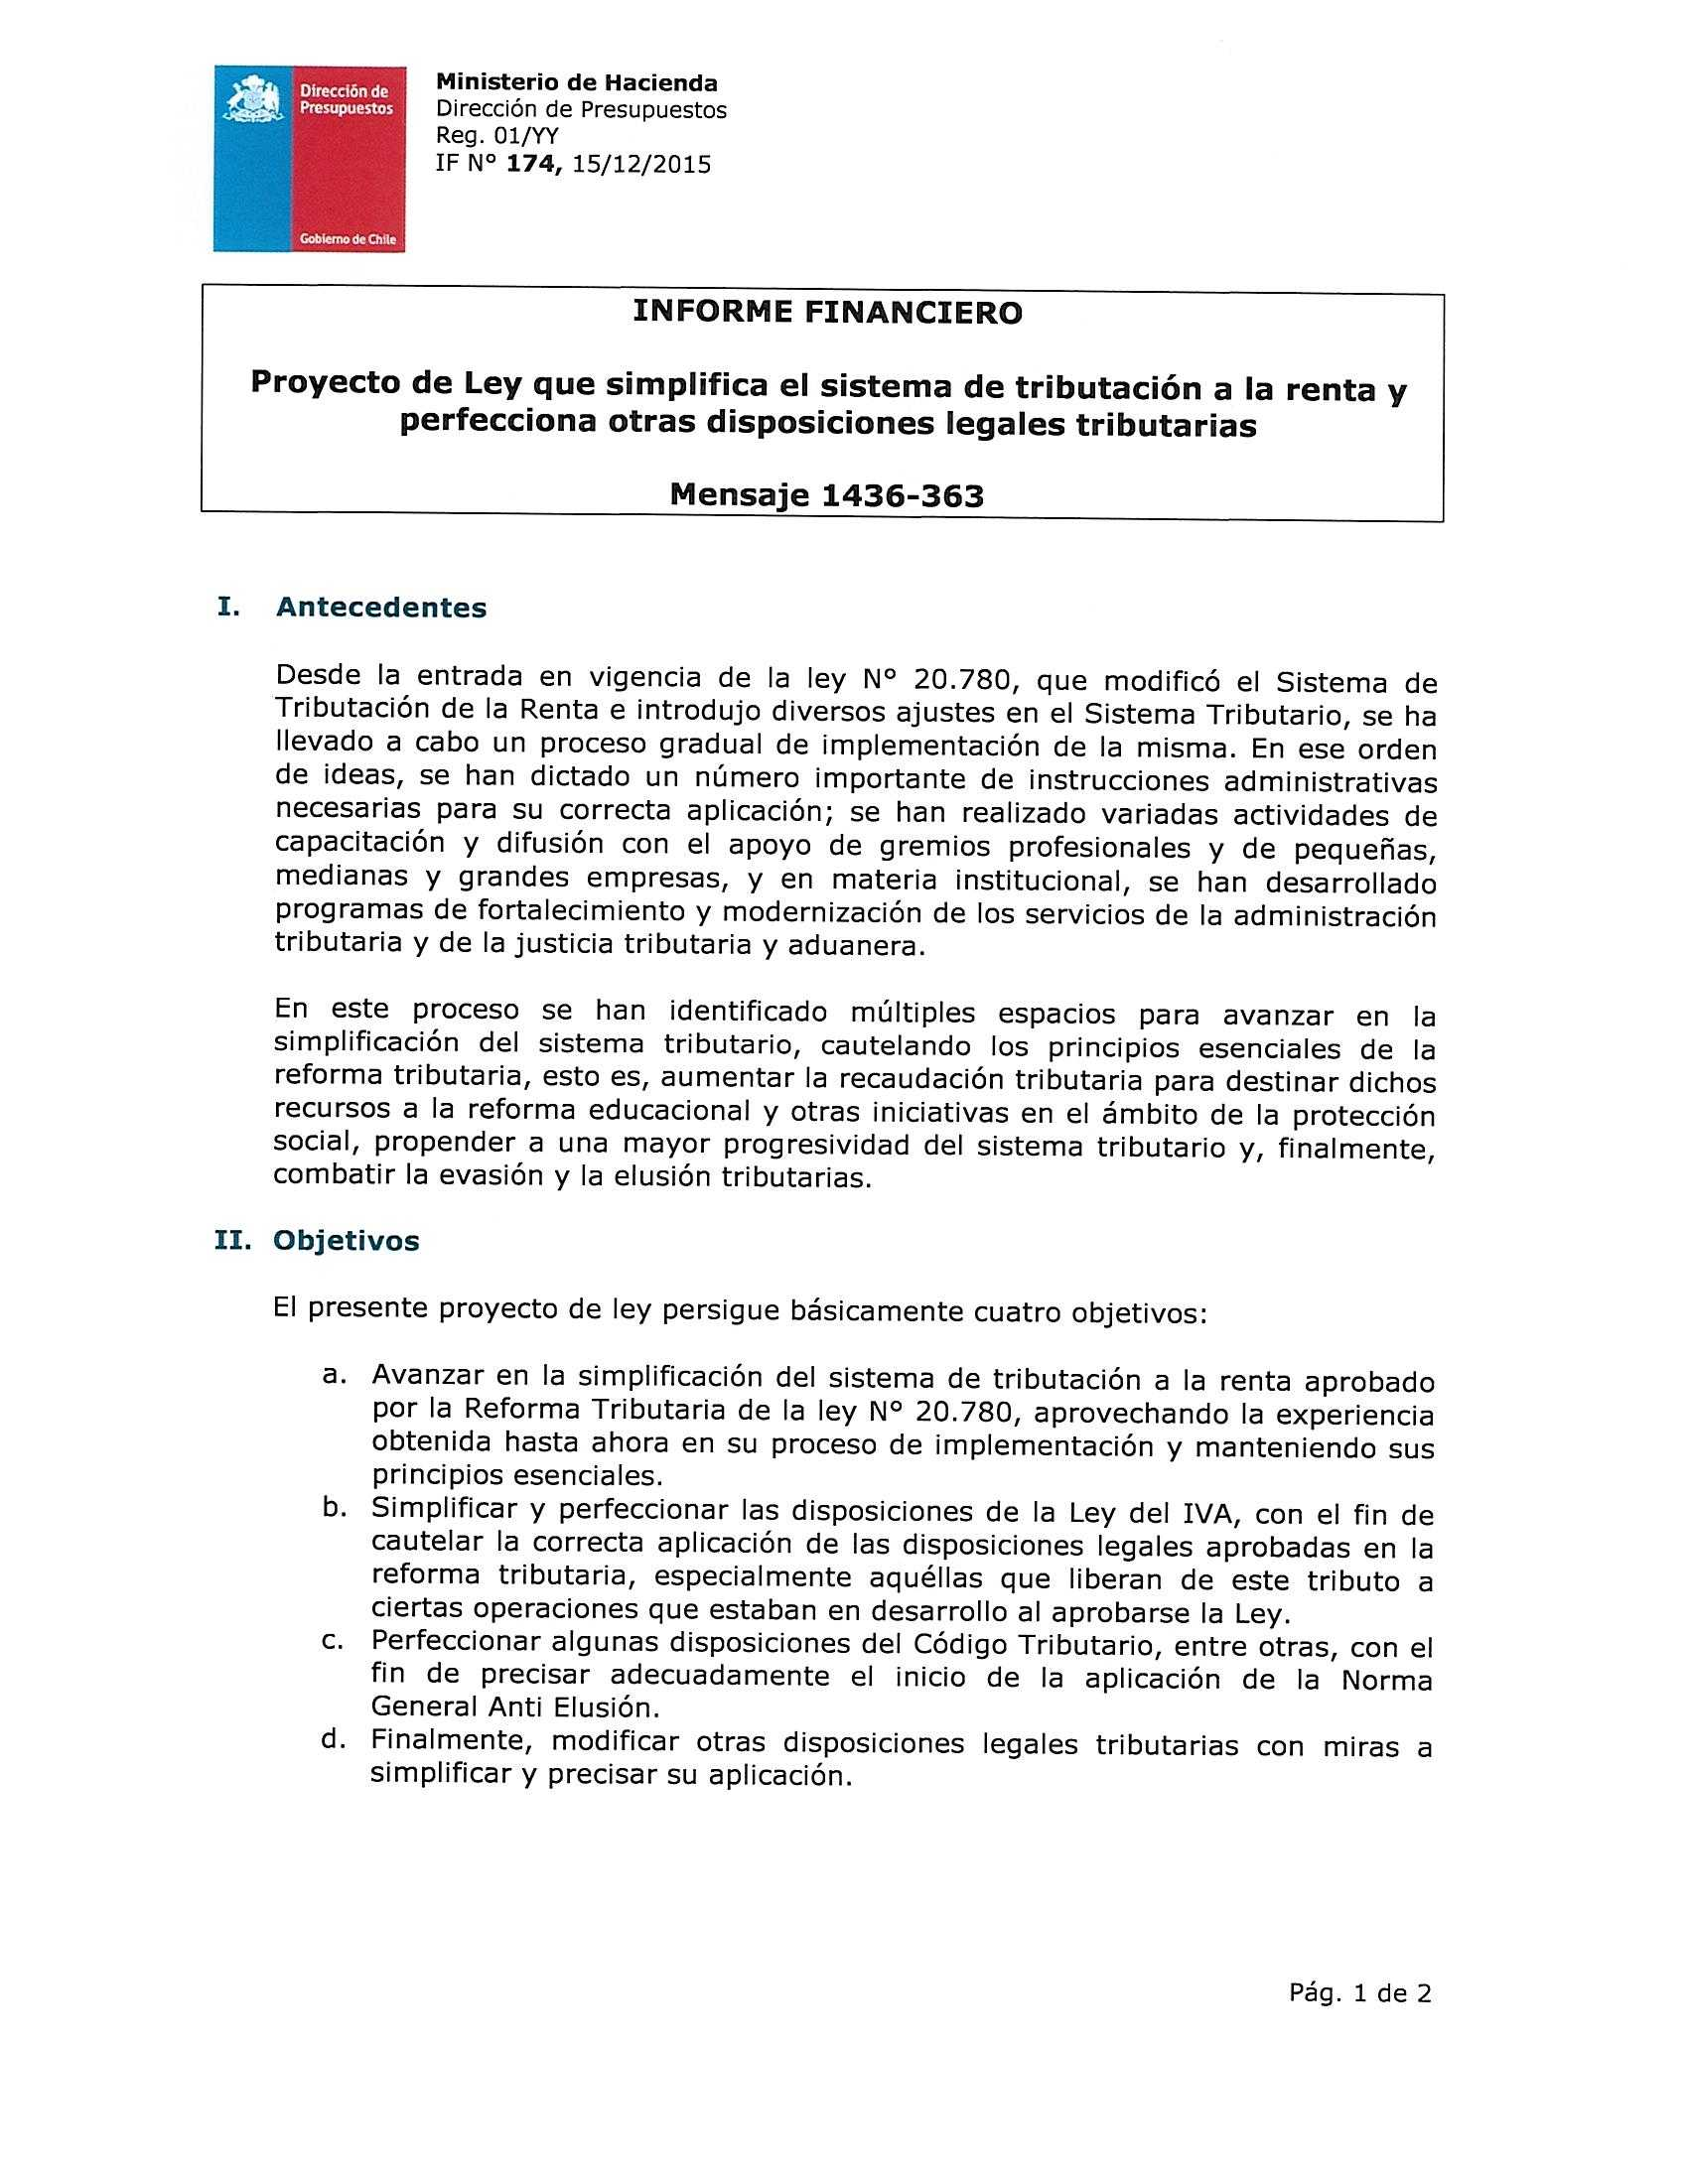 Dirección de
Presupuestos
Gobierno de Chile
Ministerio de Hacienda
Dirección de Presupuestos
Reg. 01/YY
IF Nº 174, 15/12/2015
INFORME FINANCIERO
Proyecto de Ley que simplifica el sistema de tributación a la renta y
perfecciona otras disposiciones legales tributarias
Mensaje 1436-363
I. Antecedentes
Desde la entrada en vigencia de la ley Nº 20.780, que modificó el Sistema de
Tributación de la Renta e introdujo diversos ajustes en el Sistema Tributario, se ha
llevado a cabo un proceso gradual de implementación de la misma. En ese orden
de ideas, se han dictado un número importante de instrucciones administrativas
necesarias para su correcta aplicación; se han realizado variadas actividades de
capacitación y difusión con el apoyo de gremios profesionales y de pequeñas,
medianas y grandes empresas, y en materia institucional, se han desarrollado
programas de fortalecimiento y modernización de los servicios de la administración
tributaria y de la justicia tributaria y aduanera.
En este proceso se han identificado múltiples espacios para avanzar en la
simplificación del sistema tributario, cautelando los principios esenciales de la
reforma tributaria, esto es, aumentar la recaudación tributaria para destinar dichos
recursos a la reforma educacional y otras iniciativas en el ámbito de la protección
social, propender a una mayor progresividad del sistema tributario y, finalmente,
combatir la evasión y la elusión tributarias.
II. Objetivos
El presente proyecto de ley persigue básicamente cuatro objetivos:
a. Avanzar en la simplificación del sistema de tributación a la renta aprobado
por la Reforma Tributaria de la ley Nº 20.780, aprovechando la experiencia
obtenida hasta ahora en su proceso de implementación y manteniendo sus
principios esenciales.
b. Simplificar y perfeccionar las disposiciones de la Ley del IVA, con el fin de
cautelar la correcta aplicación de las disposiciones legales aprobadas en la
reforma tributaria, especialmente aquéllas que liberan de este tributo a
ciertas operaciones que estaban en desarrollo al aprobarse la Ley.
c. Perfeccionar algunas disposiciones del Código Tributario, entre otras, con el
fin de precisar adecuadamente el inicio de la aplicación de la Norma
General Anti Elusión.
d. Finalmente, modificar otras disposiciones legales tributarias con miras a
simplificar y precisar su aplicación.
Pág. 1 de 2